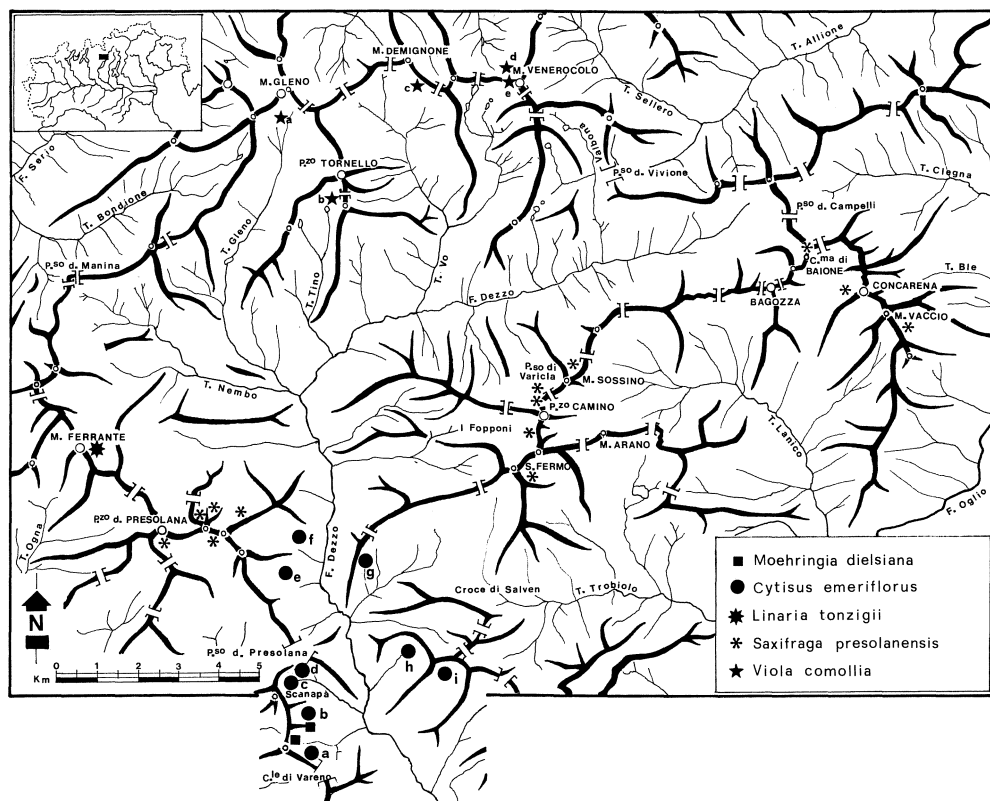 T. Allione
M. DEMIGNONE
d
M. VENEROCOLO
e
c
M. GLENO
a
T. Sellero
F. Serio
Valbona
P.so d. Vivione
T. Clegna
P.zo TORNELLO
b
T. Bondione
T. Gleno
P.so d. Campelli
T. Vo
C.ma di
BAIONE
P.so d. Manina
T. Tino
F. Dezzo
T. Ble
CONCARENA
BAGOZZA
M. VACCIO
P.so di
Varicla
M. SOSSINO
T. Nembo
P.zo CAMINO
T. Lanico
I Fopponi
M. FERRANTE
M. ARANO
S. FERMO
F. Oglio
P.zo d. PRESOLANA
T. Ogna
f
F. Dezzo
g
e
Croce di Salven
T. Trobiolo
N
P.so d. Presolana
h
i
d
c
Scanapà
b
a
C.le di Vareno
0 1 2 3 4 5
Km
Moehringia dielsiana
Cytisus emeriflorus
Linaria tonzigii
Saxifraga presolanensis
Viola comollia